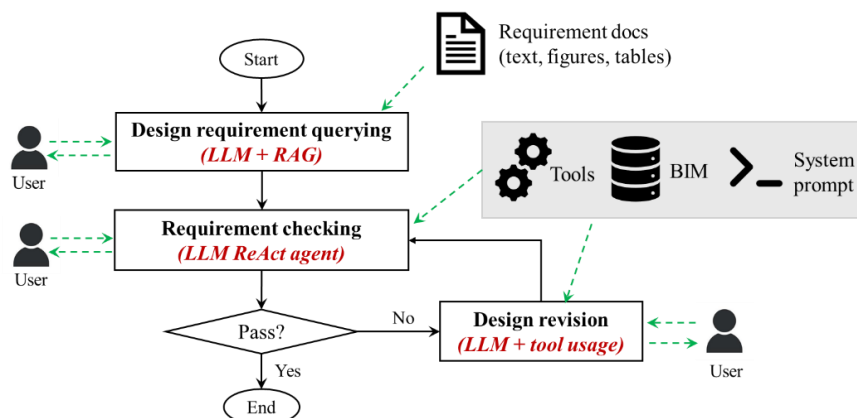 Start
Requirement docs
(text, figures, tables)
User
Design requirement querying
(LLM + RAG)
Tools
BIM
System
prompt
User
Requirement checking
(LLM ReAct agent)
Pass?
No
Yes
Design revision
(LLM + tool usage)
User
End